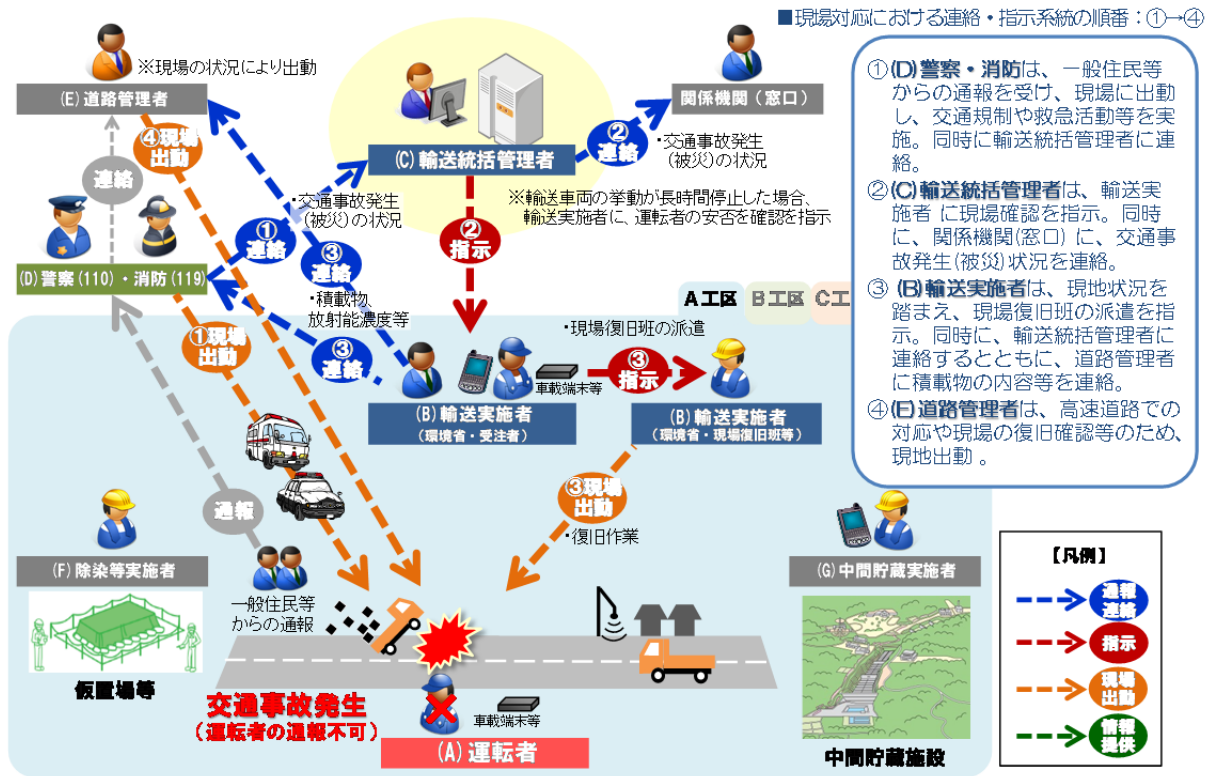 ■現場対応における連絡・指示系統の順番:①→④
※現場の状況により出動
(E)道路管理者
(C)輸送統括管理者
関係機関(窓口)
④現場
出動
連絡
②
連絡
・交通事故発生
(被災)の状況
・交通事故発生
(被災)の状況
※輸送車両の挙動が長時間停止した場合、
輸送実施者に、運転者の安否を確認を指示
①
連絡
③
連絡
②
指示
(D)警察(110)・消防(119)
・積載物、
放射能濃度等
①現場
出動
③
連絡
A工区
B工区
C工
・現場復旧班の派遣
③
指示
車載端末等
(B)輸送実施者
(環境省・受注者)
(B)輸送実施者
(環境省・現場復旧班等)
①(D)警察・消防は、一般住民等
からの通報を受け、現場に出動
し、交通規制や救急活動等を実
施。同時に輸送統括管理者に連
絡。
②(C)輸送統括管理者は、輸送実
施者 に現場確認を指示。同時
に、関係機関(窓口) に、交通事
故発生(被災)状況を連絡。
③ (B)輸送実施者は、現地状況を
踏まえ、現場復旧班の派遣を指
示。同時に、輸送統括管理者に
連絡するとともに、道路管理者
に積載物の内容等を連絡。
④(E)道路管理者は、高速道路での
対応や現場の復旧確認等のため、
現地出動 。
通報
③現場
出動
・復旧作業
(F)除染等実施者
一般住民等
からの通報
(G)中間貯蔵実施者
仮置場等
交通事故発生
(運転者の通報不可)
車載端末等
(A)運転者
中間貯蔵施設
【凡例】
通報
連絡
指示
現場
出動
情報
提供